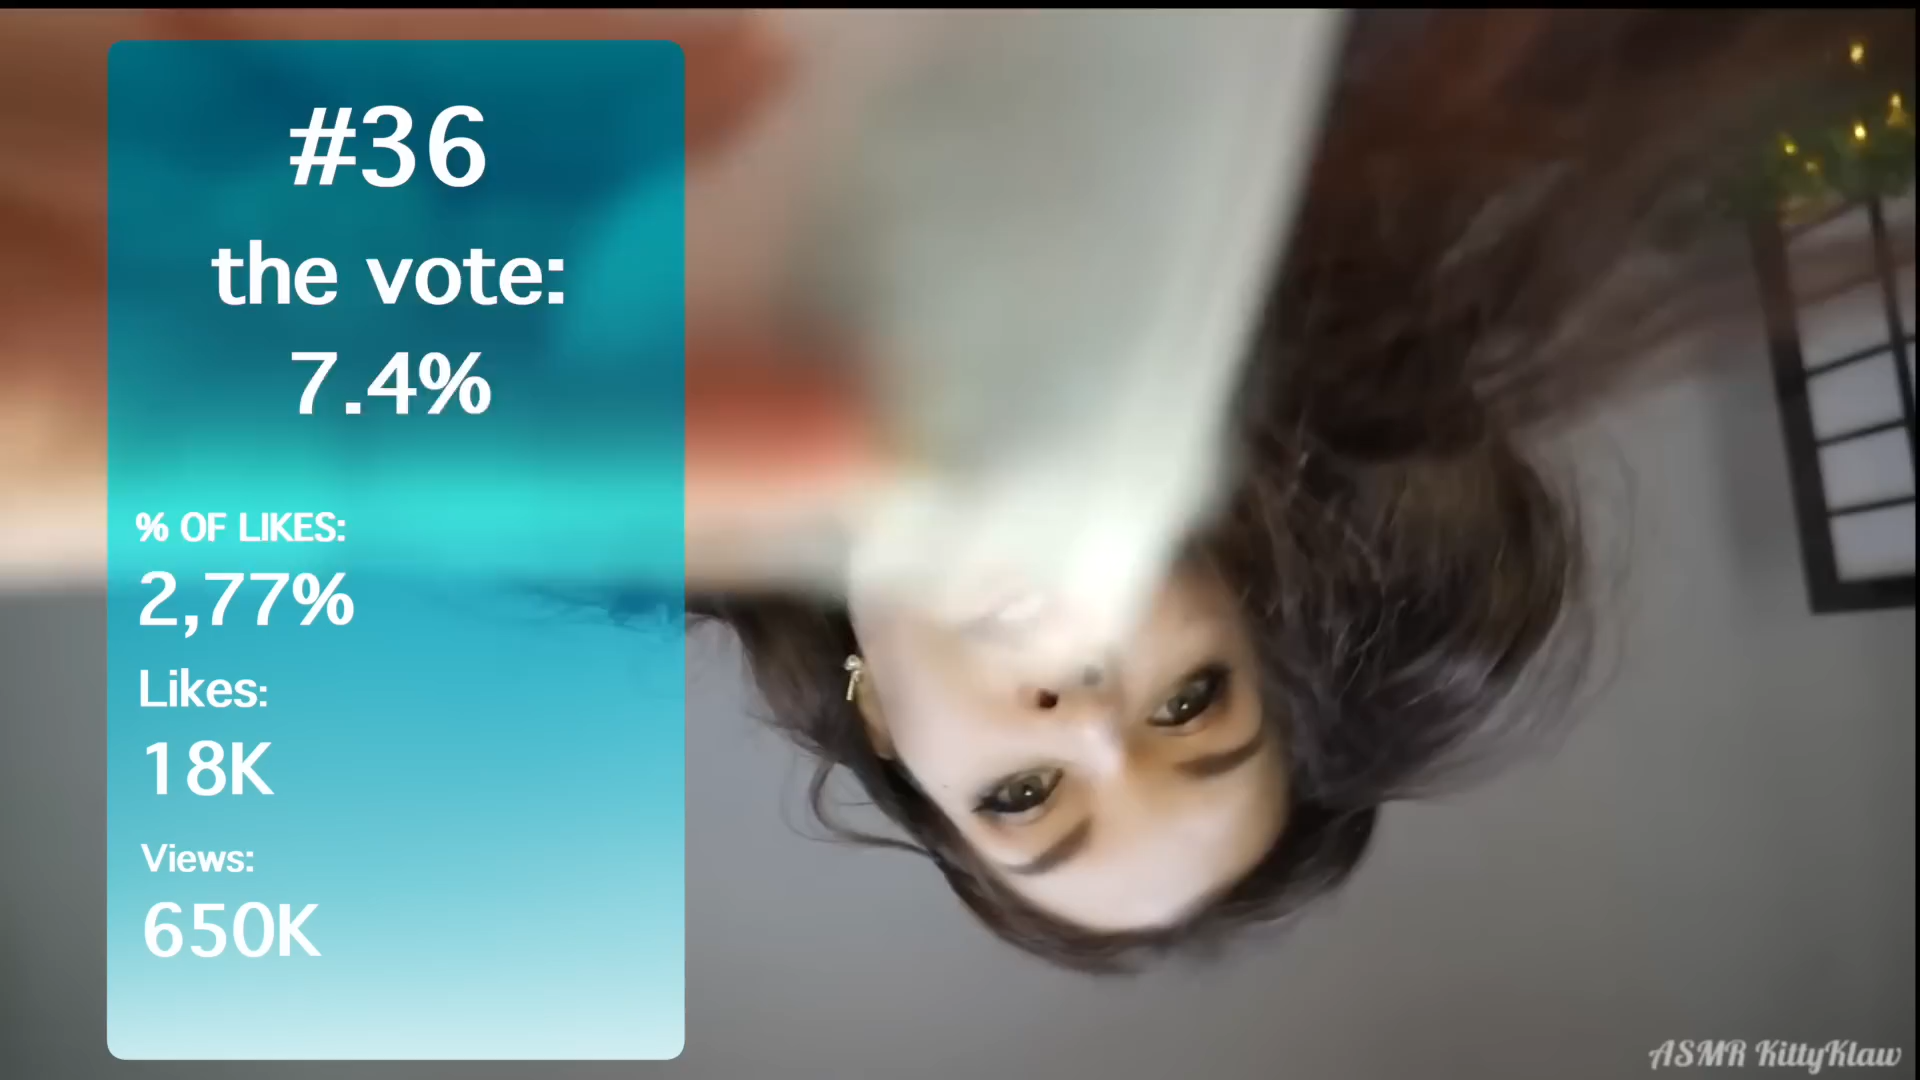 #36
the vote:
7.4%
% OF LIKES:
2,77%
Likes:
18K
Views:
650K
ASMR KittyKlaw